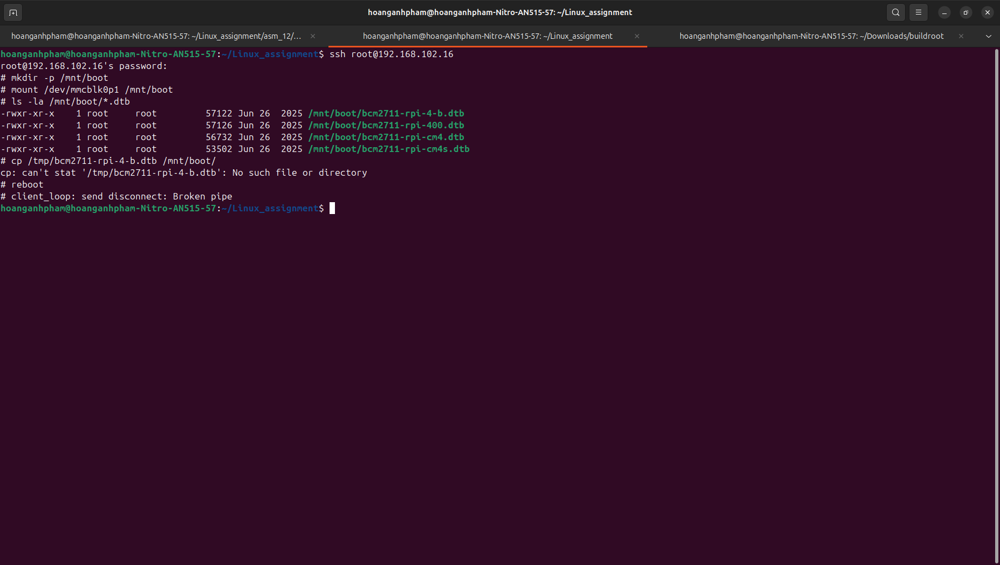 hoanganhpham@hoanganhpham-Nitro-AN515-57: ~/Linux_assignment
hoanganhpham@hoanganhpham-Nitro-AN515-57: ~/Linux_assignment/asm_12/...
hoanganhpham@hoanganhpham-Nitro-AN515-57: ~/Linux_assignment
hoanganhpham@hoanganhpham-Nitro-AN515-57: ~/Downloads/buildroot
hoanganhpham@hoanganhpham-Nitro-AN515-57:~/Linux_assignment$ ssh root@192.168.102.16
root@192.168.102.16's password:
# mkdir -p /mnt/boot
# mount /dev/mmcblk0p1 /mnt/boot
# ls -la /mnt/boot/*.dtb
-rwxr-xr-x    1 root     root         57122 Jun 26  2025 /mnt/boot/bcm2711-rpi-4-b.dtb
-rwxr-xr-x    1 root     root         57126 Jun 26  2025 /mnt/boot/bcm2711-rpi-400.dtb
-rwxr-xr-x    1 root     root         56732 Jun 26  2025 /mnt/boot/bcm2711-rpi-cm4.dtb
-rwxr-xr-x    1 root     root         53502 Jun 26  2025 /mnt/boot/bcm2711-rpi-cm4s.dtb
# cp /tmp/bcm2711-rpi-4-b.dtb /mnt/boot/
cp: can't stat '/tmp/bcm2711-rpi-4-b.dtb': No such file or directory
# reboot
# client_loop: send disconnect: Broken pipe
hoanganhpham@hoanganhpham-Nitro-AN515-57:~/Linux_assignment$